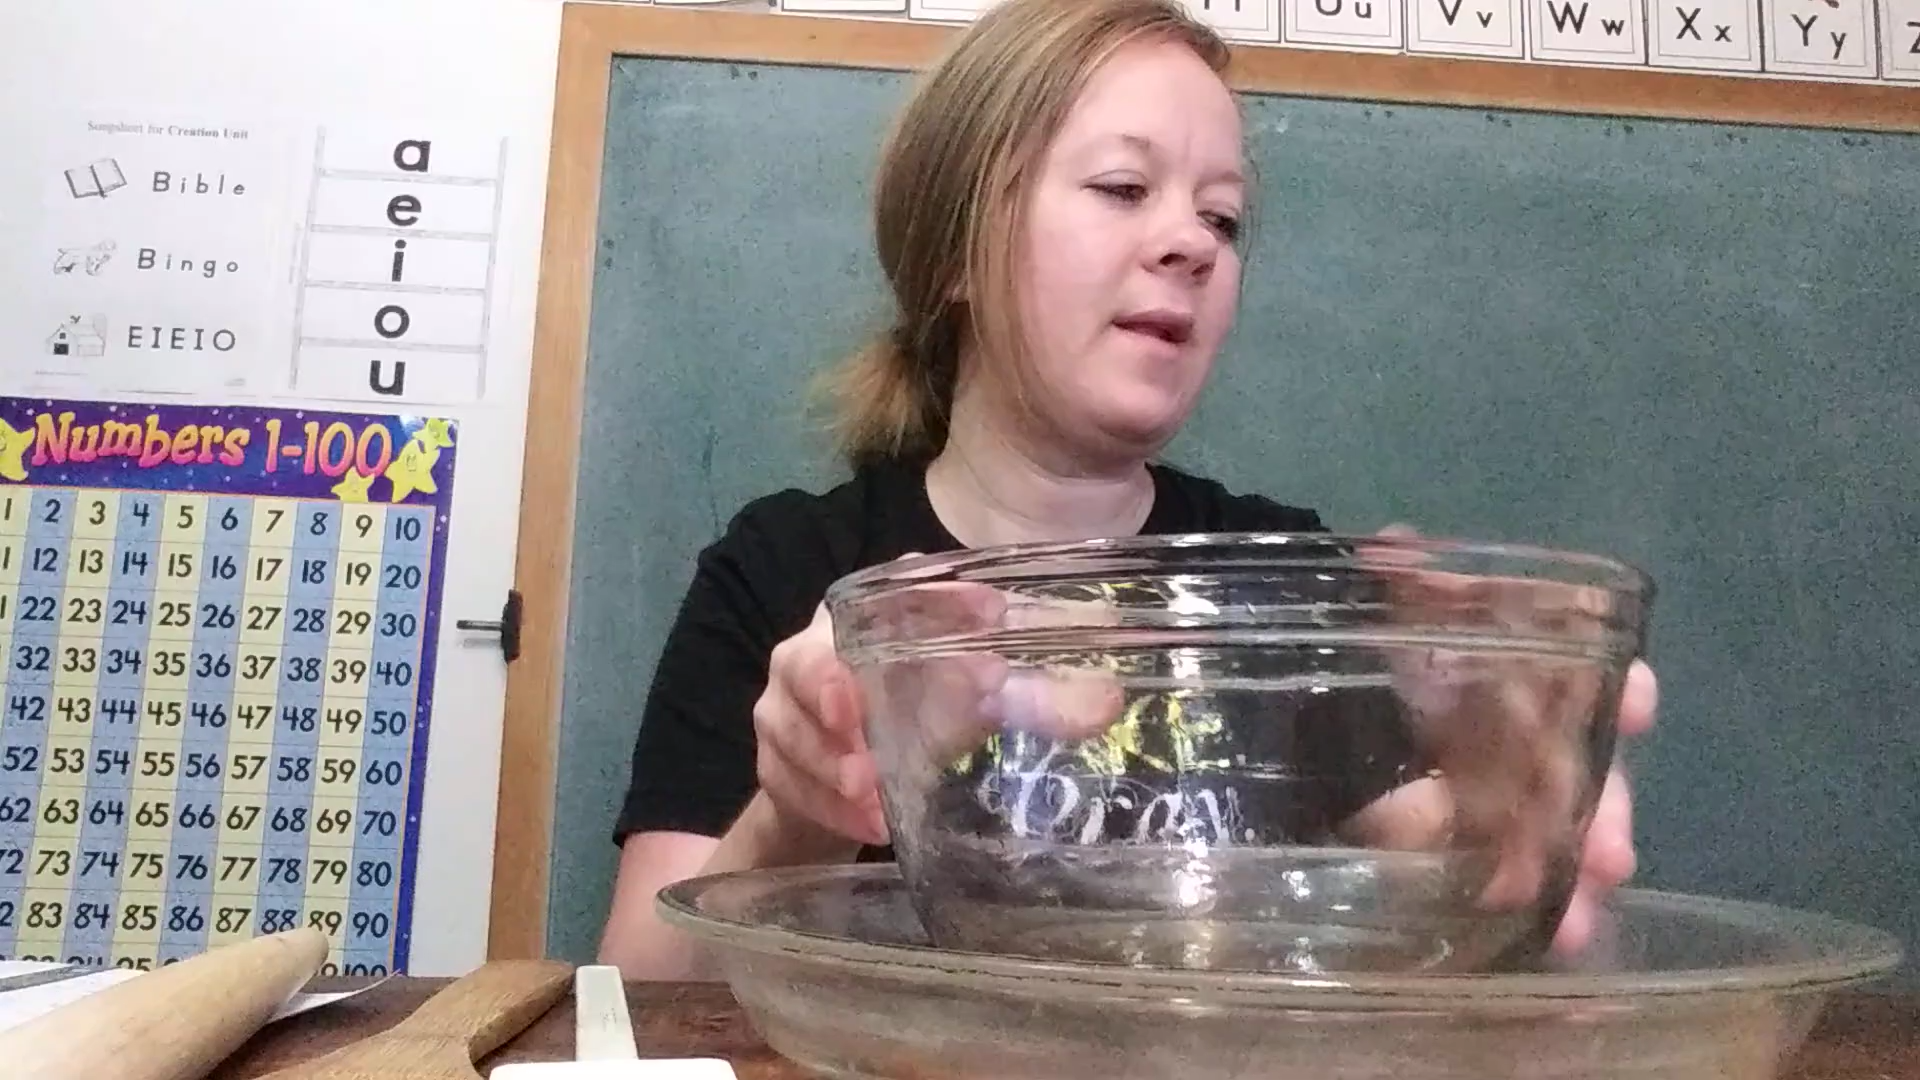 Uu
Vv
Ww
Xx
Yy
Songsheet for Creation Unit
Bible
Bingo
EIEIO
a
e
i
o
u
Numbers 1-100
1 2 3 4 5 6 7 8 9 10
12 13 14 15 16 17 18 19 20
22 23 24 25 26 27 28 29 30
32 33 34 35 36 37 38 39 40
42 43 44 45 46 47 48 49 50
52 53 54 55 56 57 58 59 60
62 63 64 65 66 67 68 69 70
73 74 75 76 77 78 79 80
83 84 85 86 87 88 89 90
100